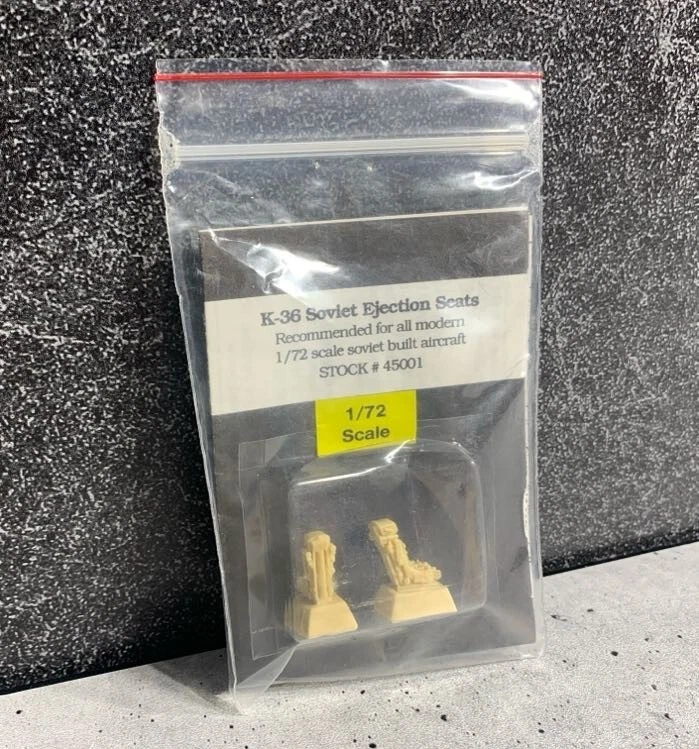 K-36 Soviet Ejection Seats
Recommended for all modern
1/72 scale soviet built aircraft
STOCK # 45001
1/72
Scale